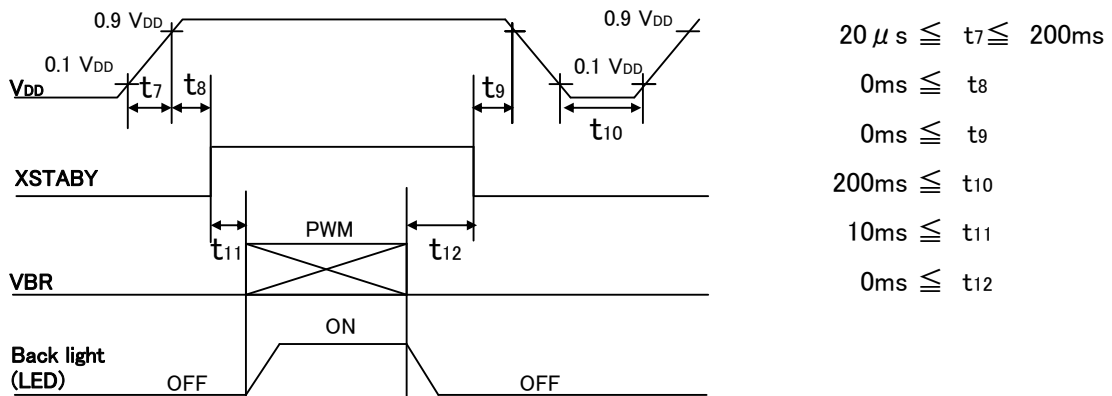 0.9 VDD
0.9 VDD
0.1 VDD
0.1 VDD
VDD
t7
t8
t9
t10
XSTABY
t11
PWM
t12
VBR
ON
Back light
(LED)
OFF
OFF
20 μ s ≦ t7 ≦ 200ms
0ms ≦ t8
0ms ≦ t9
200ms ≦ t10
10ms ≦ t11
0ms ≦ t12